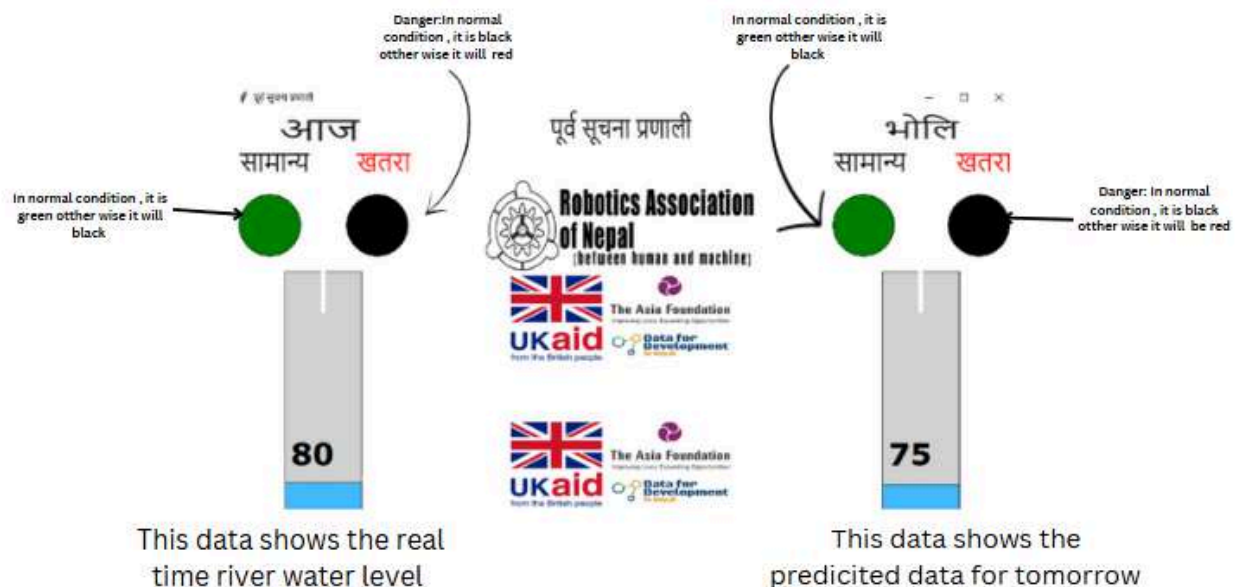 Danger:In normal
condition , it is black
otther wise it will  red
In normal condition , it is
green otther wise it will
black
पूर्व सूचना प्रणाली
आज
सामान्य खतरा
पूर्व सूचना प्रणाली
भोलि
सामान्य खतरा
In normal condition , it is
green otther wise it will
black
Danger: In normal
condition , it is black
otther wise it will  be red
Robotics Association
of Nepal
(between human and machine)
UKaid
from the British people
The Asia Foundation
Data for
Development
UKaid
from the British people
The Asia Foundation
Data for
Development
80
75
This data shows the real
time river water level
This data shows the
predicited data for tomorrow